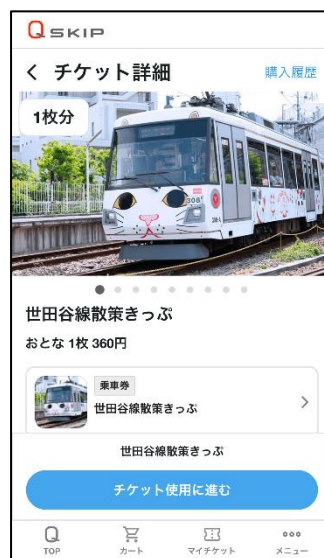 Q SKIP
チケット詳細
購入履歴
1枚分
308
世田谷線散策きっぷ
おとな 1枚 360円
乗車券
世田谷線散策きっぷ
世田谷線散策きっぷ
チケット使用に進む
TOP
カート
マイチケット
メニュー